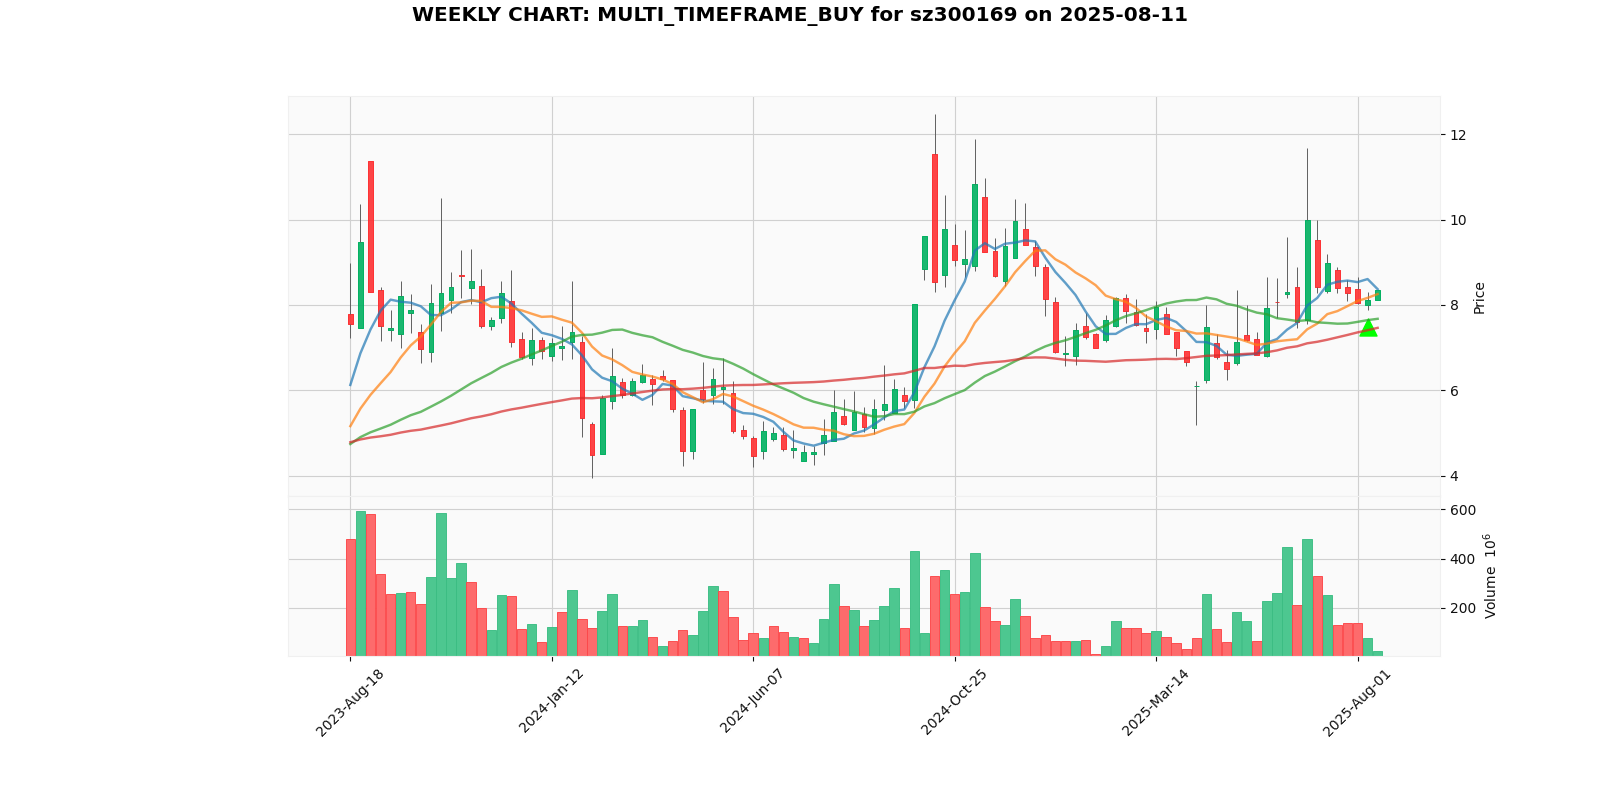 WEEKLY CHART: MULTI_TIMEFRAME_BUY for sz300169 on 2025-08-11
12
10
8
6
4
Price
600
400
200
Volume 10^6
2023-Aug-18
2024-Jan-12
2024-Jun-07
2024-Oct-25
2025-Mar-14
2025-Aug-01